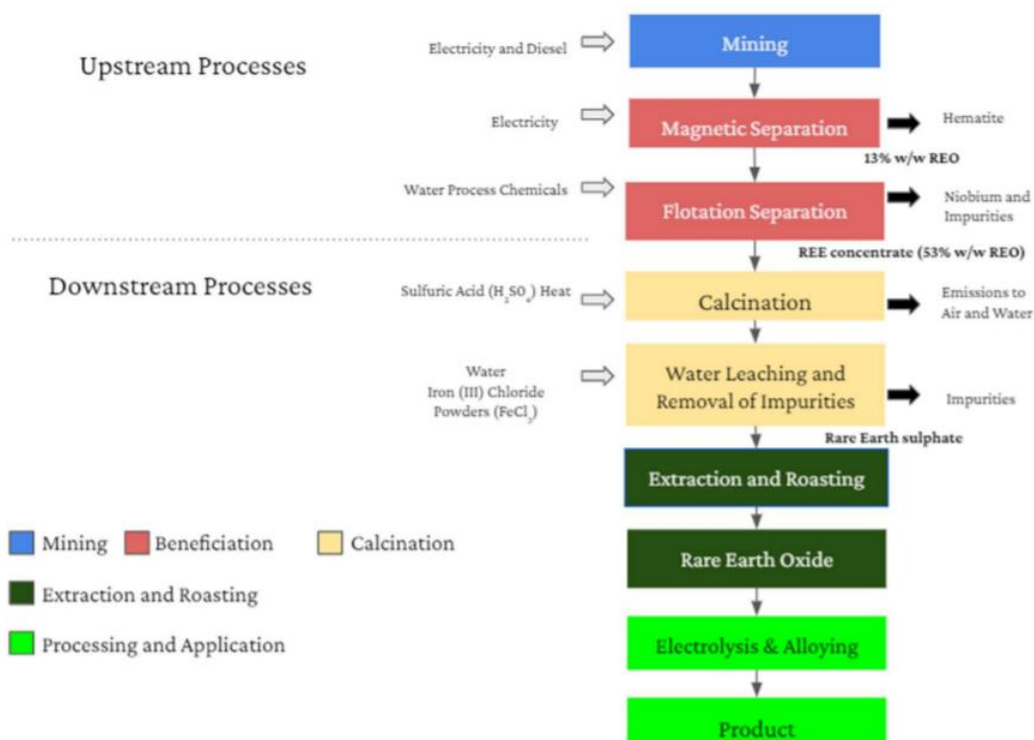 Upstream Processes
Electricity and Diesel
Mining
Electricity
Magnetic Separation
Hematite
13% w/w REO
Water Process Chemicals
Flotation Separation
Niobium and
Impurities
REE concentrate (53% w/w REO)
Downstream Processes
Sulfuric Acid (H₂SO₄) Heat
Calcination
Emissions to
Air and Water
Water
Iron (III) Chloride
Powders (FeCl₃)
Water Leaching and
Removal of Impurities
Impurities
Rare Earth sulphate
Extraction and Roasting
Rare Earth Oxide
Electrolysis & Alloying
Product
Mining
Beneficiation
Calcination
Extraction and Roasting
Processing and Application